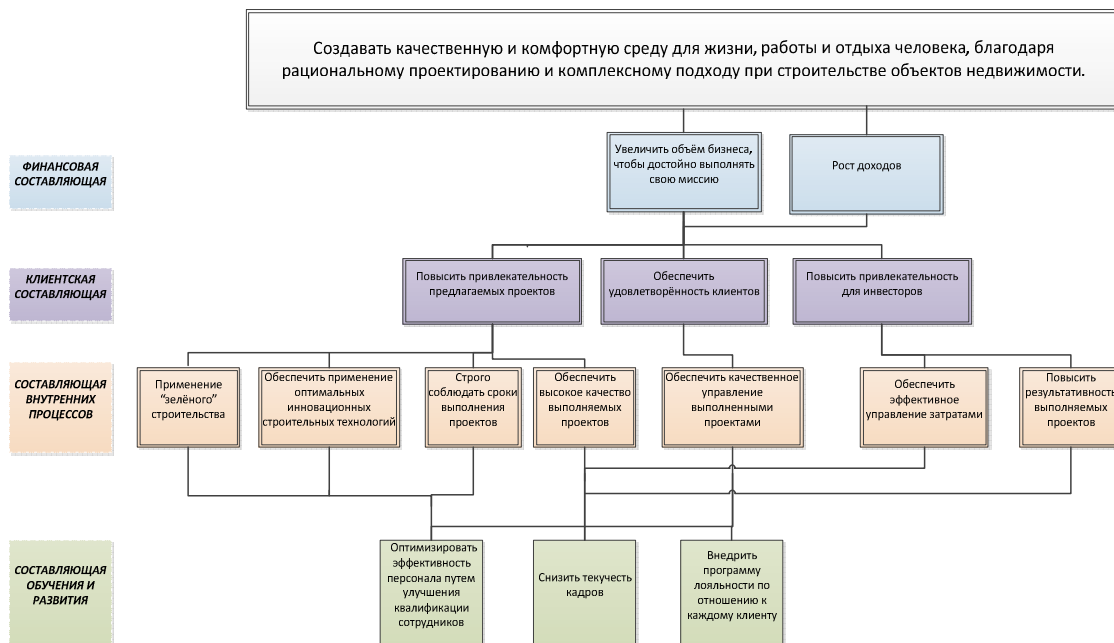 Создавать качественную и комфортную среду для жизни, работы и отдыха человека, благодаря
рациональному проектированию и комплексному подходу при строительстве объектов недвижимости.
ФИНАНСОВАЯ
СОСТАВЛЯЮЩАЯ
Увеличить объём бизнеса,
чтобы достойно выполнять
свою миссию
Рост доходов
КЛИЕНТСКАЯ
СОСТАВЛЯЮЩАЯ
Повысить привлекательность
предлагаемых проектов
Обеспечить
удовлетворённость клиентов
Повысить привлекательность
для инвесторов
СОСТАВЛЯЮЩАЯ
ВНУТРЕННИХ
ПРОЦЕССОВ
Применение
“зелёного”
строительства
Обеспечить применение
оптимальных
инновационных
строительных технологий
Строго
соблюдать сроки
выполнения
проектов
Обеспечить
высокое качество
выполняемых
проектов
Обеспечить качественное
управление
выполненными
проектами
Обеспечить
эффективное
управление затратами
Повысить
результативность
выполняемых
проектов
СОСТАВЛЯЮЩАЯ
ОБУЧЕНИЯ И
РАЗВИТИЯ
Оптимизировать
эффективность
персонала путем
улучшения
квалификации
сотрудников
Снизить текучесть
кадров
Внедрить
программу
лояльности по
отношению к
каждому клиенту